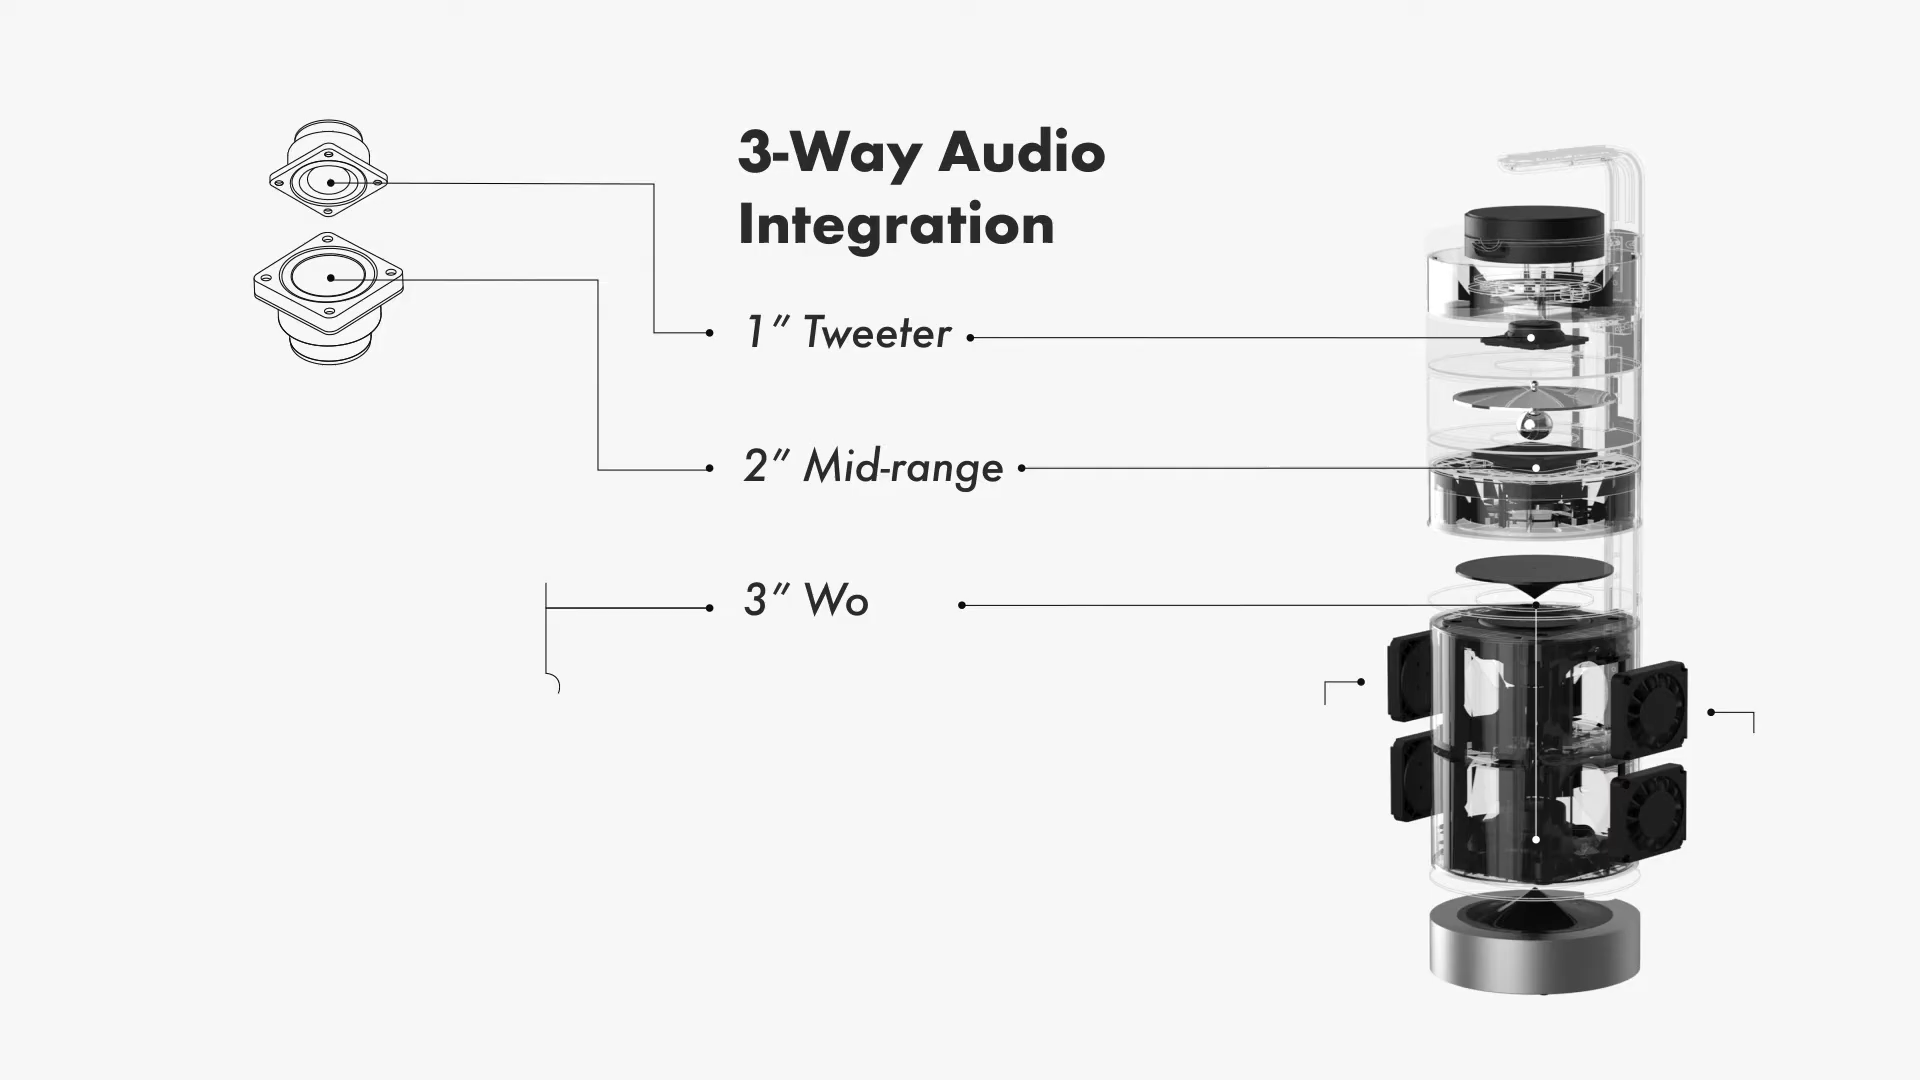 3-Way Audio
Integration
1″ Tweeter
2″ Mid-range
3″ Wo